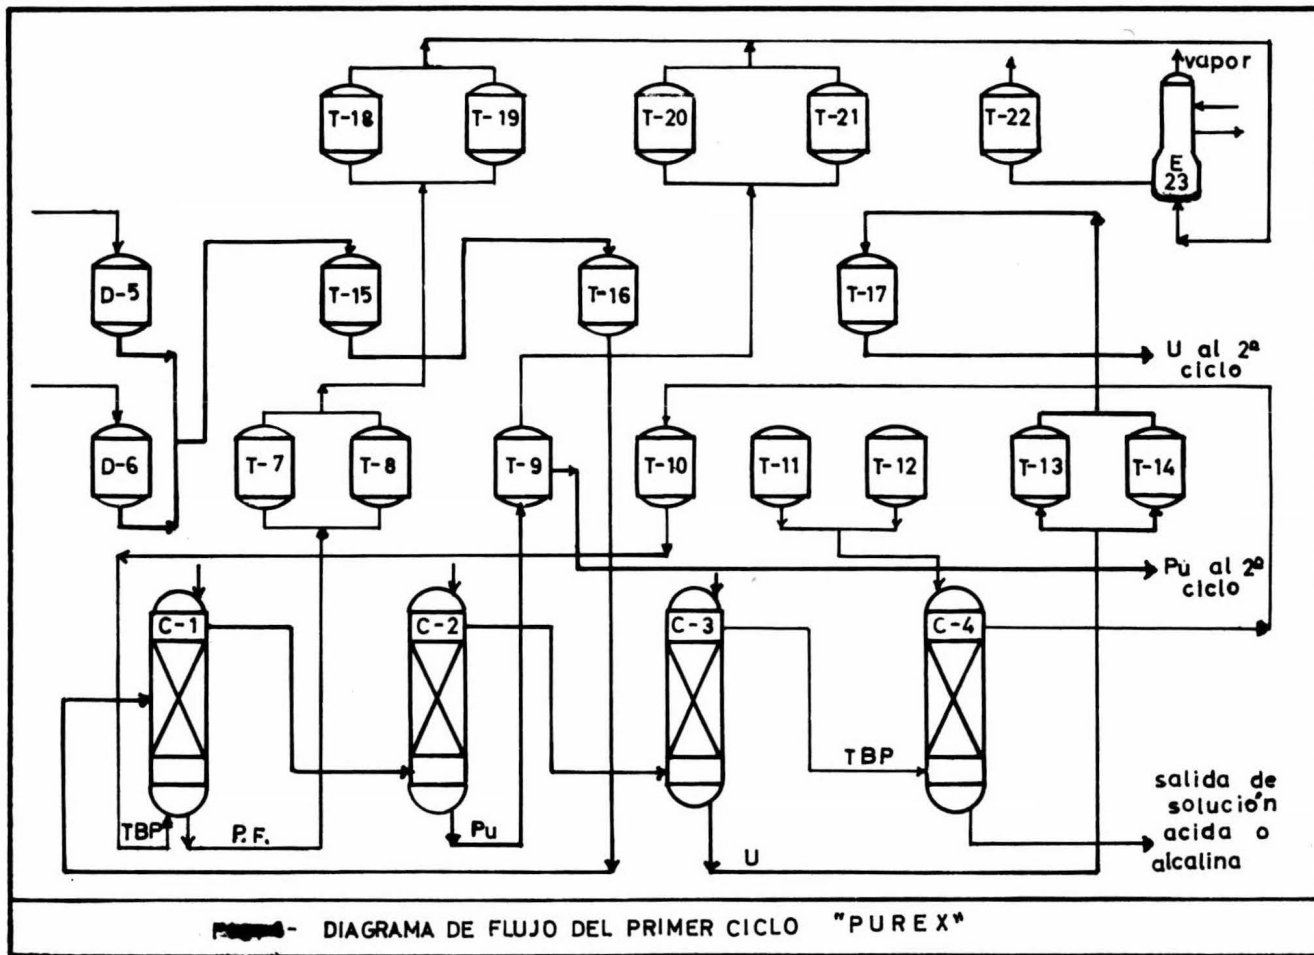 vapor
T-18
T-19
T-20
T-21
T-22
E
23
D-5
T-15
T-16
T-17
U al 2ª
ciclo
D-6
T-7
T-8
T-9
T-10
T-11
T-12
T-13
T-14
Pu al 2º
ciclo
C-1
C-2
C-3
C-4
TBP
salida de
solución
acida o
alcalina
TBP
P.F.
Pu
U
- DIAGRAMA DE FLUJO DEL PRIMER CICLO "PUREX"